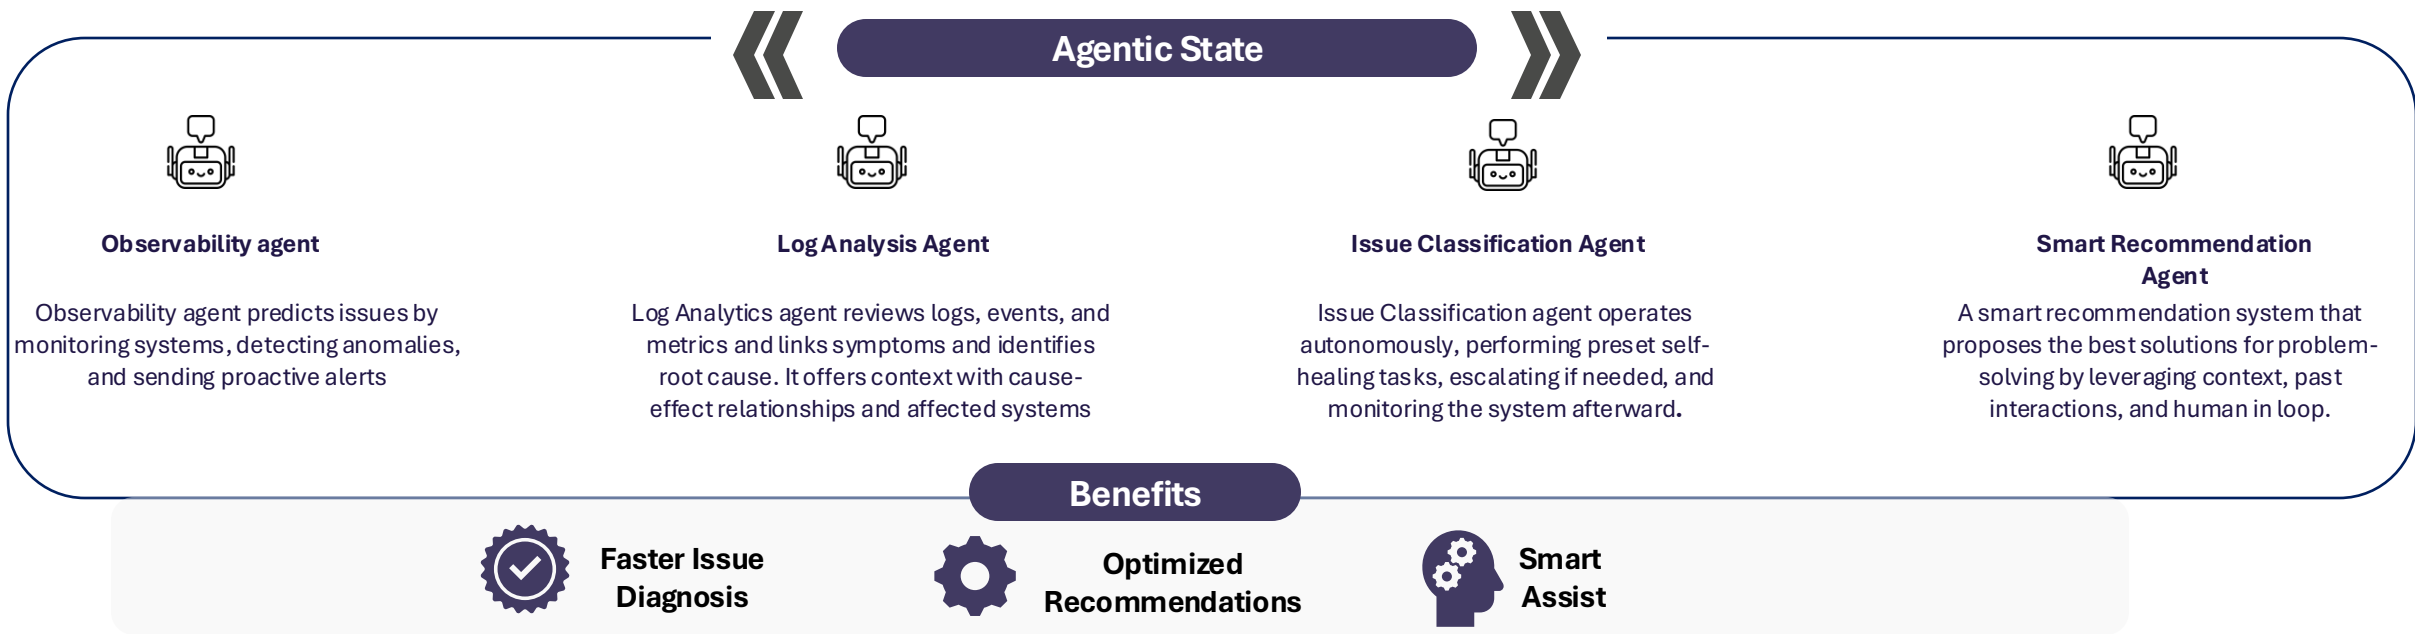 Agentic State
Observability agent
Observability agent predicts issues by
monitoring systems, detecting anomalies,
and sending proactive alerts
Log Analysis Agent
Log Analytics agent reviews logs, events, and
metrics and links symptoms and identifies
root cause. It offers context with cause-
effect relationships and affected systems
Issue Classification Agent
Issue Classification agent operates
autonomously, performing preset self-
healing tasks, escalating if needed, and
monitoring the system afterward.
Smart Recommendation
Agent
A smart recommendation system that
proposes the best solutions for problem-
solving by leveraging context, past
interactions, and human in loop.
Benefits
Faster Issue
Diagnosis
Optimized
Recommendations
Smart
Assist